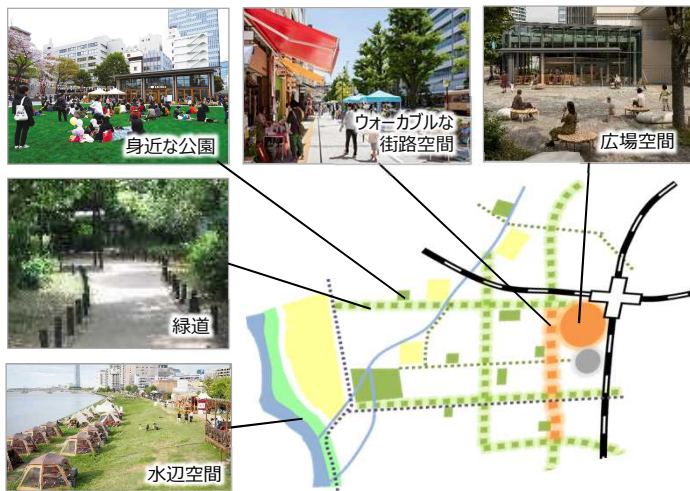 身近な公園
ウォーカブルな
街路空間
広場空間
緑道
水辺空間